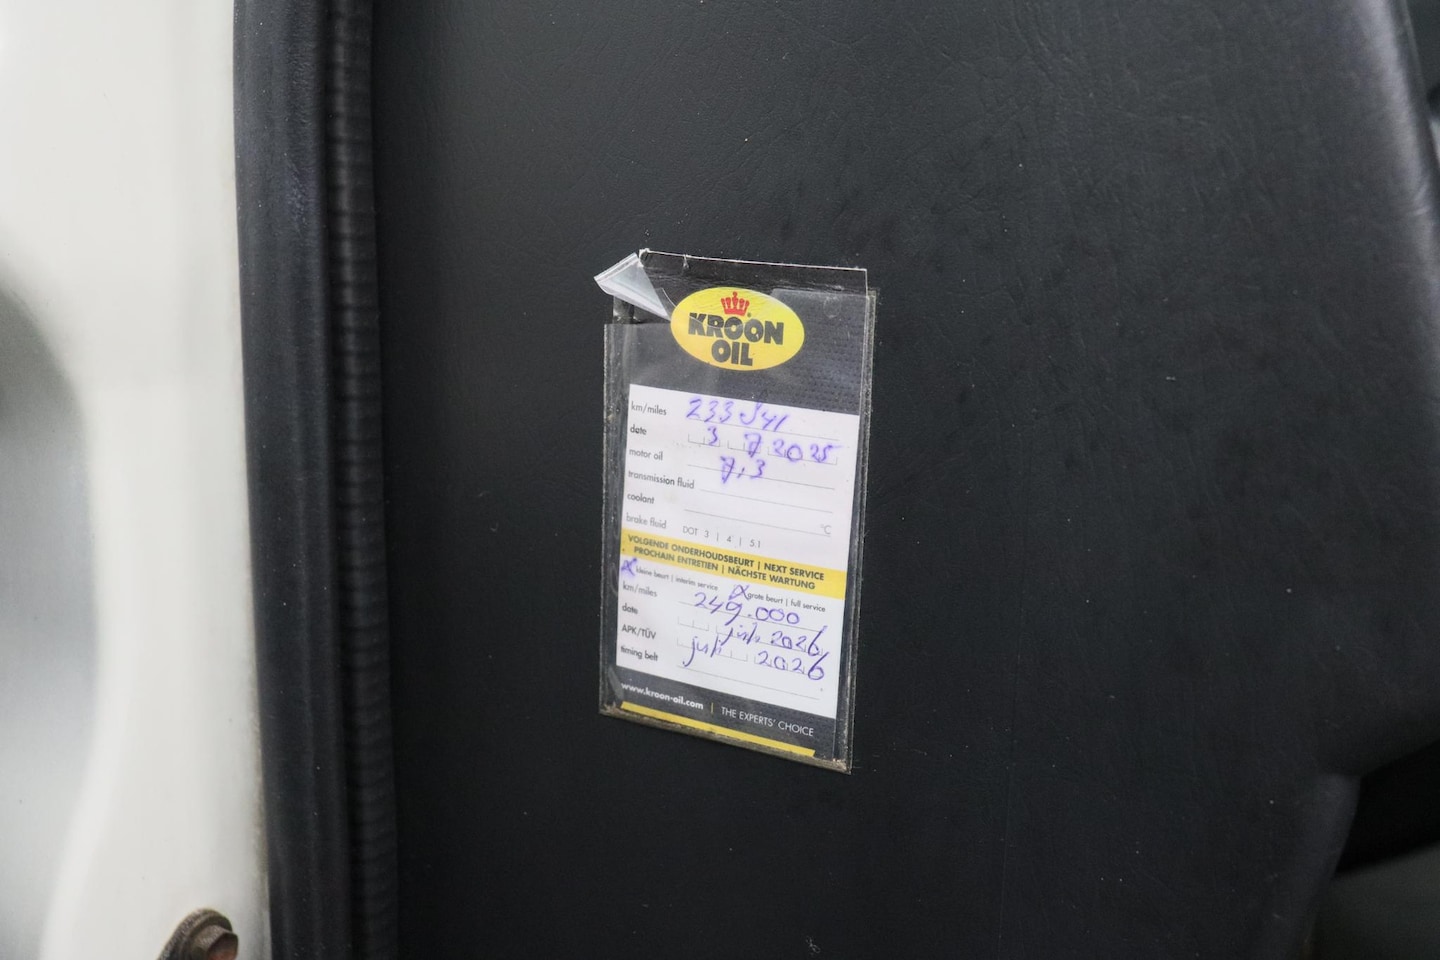 KROON
OIL
km/miles 233
date 3 7 2025
motor oil 7,3
transmission fluid
coolant °C
brake fluid DOT 3 | 4 | 5.1
VOLGENDE ONDERHOUDSBEURT | NEXT SERVICE
PROCHAIN ENTRETIEN | NÄCHSTE WARTUNG
x kleine beurt | interim service x grote beurt | full service
km/miles 249.000
date juli 2026
APK/TÜV juli 2026
timing belt
www.kroon-oil.com | THE EXPERTS' CHOICE